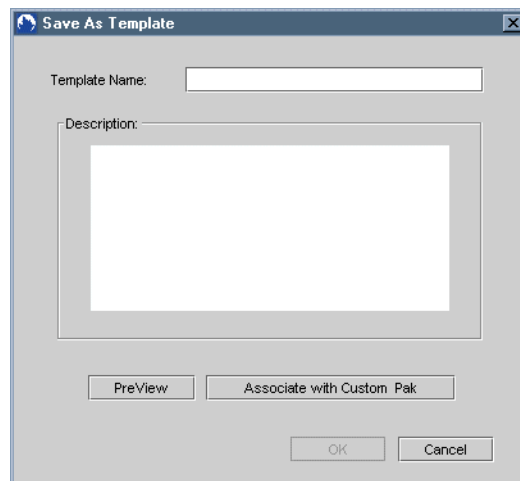 Save As Template
Template Name:
Description:
PreView
Associate with Custom Pak
OK
Cancel